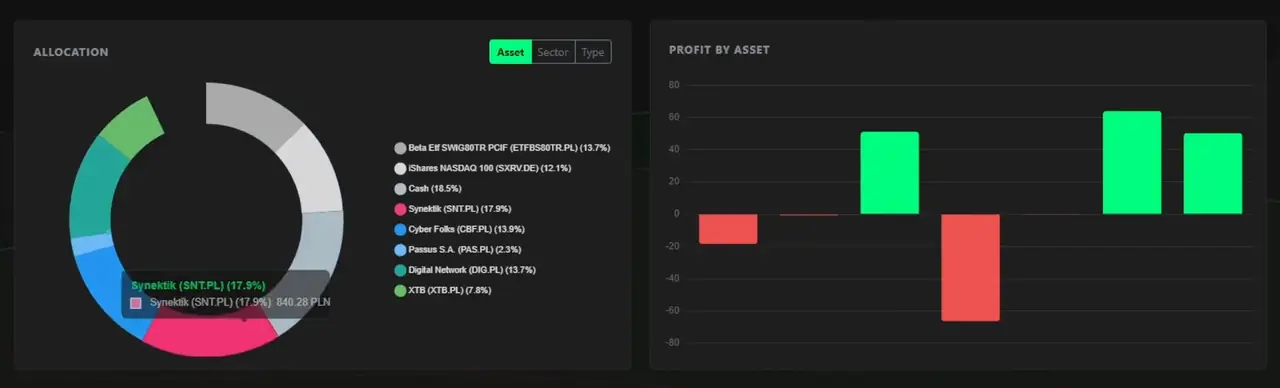 ALLOCATION
Asset Sector Type
Beta Etf SWIG80TR PCIF (ETFBS80TR.PL) (13.7%)
iShares NASDAQ 100 (SXRV.DE) (12.1%)
Cash (18.5%)
Synektik (SNT.PL) (17.9%)
Cyber Folks (CBF.PL) (13.9%)
Passus S.A. (PAS.PL) (2.3%)
Digital Network (DIG.PL) (13.7%)
XTB (XTB.PL) (7.8%)
Synektik (SNT.PL) (17.9%)
Synektik (SNT.PL) (17.9%) 840.28 PLN
PROFIT BY ASSET
80
60
40
20
0
-20
-40
-60
-80